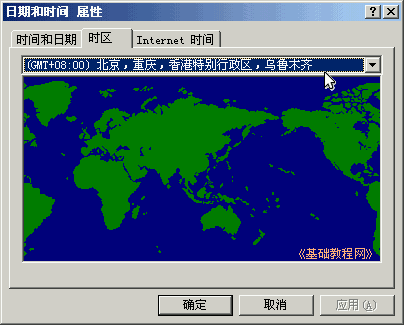 日期和时间 属性
时间和日期 时区 Internet 时间
(GMT+08:00) 北京，重庆，香港特别行政区，乌鲁木齐
《基础教程网》
确定 取消 应用(A)